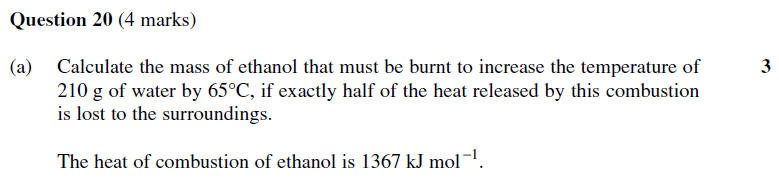 Question 20 (4 marks)
(a) Calculate the mass of ethanol that must be burnt to increase the temperature of 3
210 g of water by 65°C, if exactly half of the heat released by this combustion
is lost to the surroundings.
The heat of combustion of ethanol is 1367 kJ mol⁻¹.